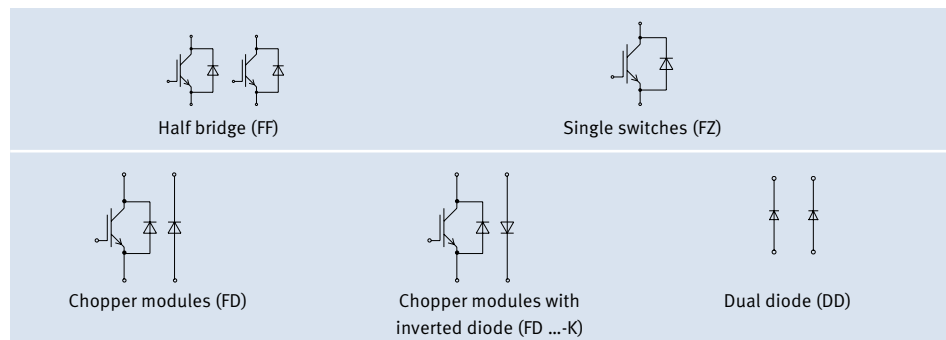 Half bridge (FF)
Single switches (FZ)
Chopper modules (FD)
Chopper modules with
inverted diode (FD ...-K)
Dual diode (DD)